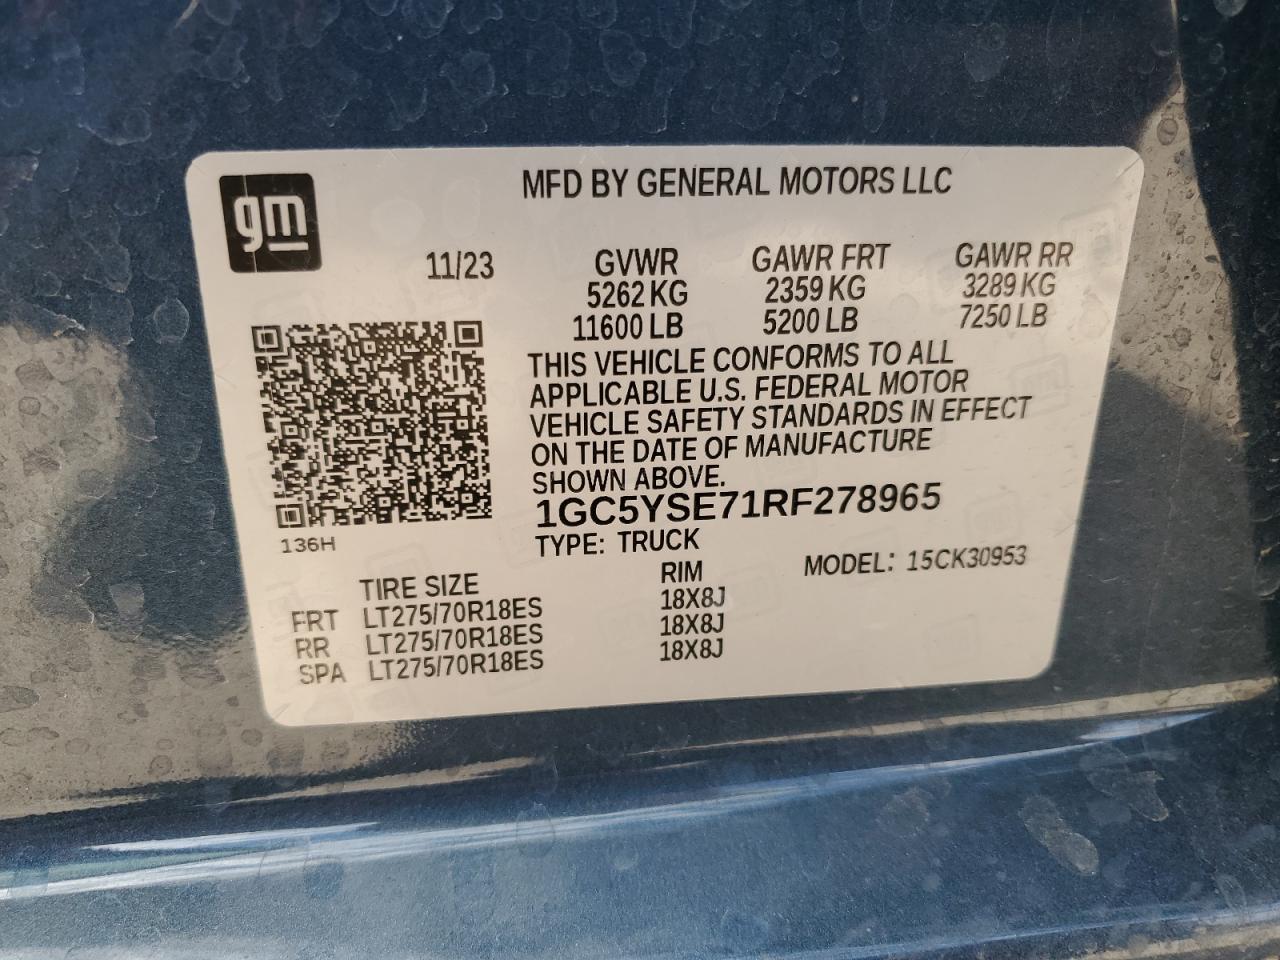 gm
MFD BY GENERAL MOTORS LLC
11/23 GVWR GAWR FRT GAWR RR
5262 KG 2359 KG 3289 KG
11600 LB 5200 LB 7250 LB
THIS VEHICLE CONFORMS TO ALL
APPLICABLE U.S. FEDERAL MOTOR
VEHICLE SAFETY STANDARDS IN EFFECT
ON THE DATE OF MANUFACTURE
SHOWN ABOVE.
1GC5YSE71RF278965
136H
TYPE: TRUCK MODEL: 15CK30953
TIRE SIZE RIM
FRT LT275/70R18ES 18X8J
RR LT275/70R18ES 18X8J
SPA LT275/70R18ES 18X8J